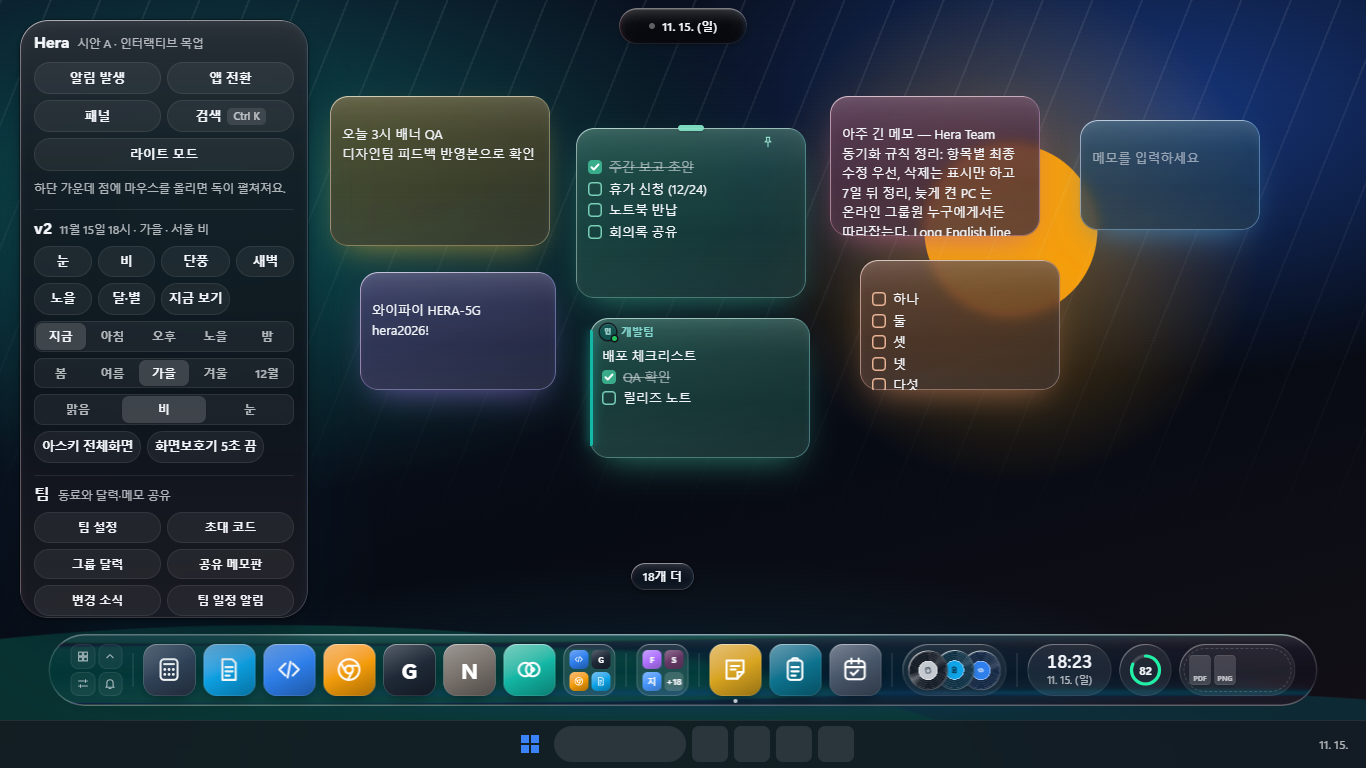 11. 15. (일)
Hera 시안 A · 인터랙티브 목업
알림 발생
앱 전환
패널
검색 Ctrl K
라이트 모드
하단 가운데 점에 마우스를 올리면 독이 펼쳐져요.
v2 11월 15일 18시 · 가을 · 서울 비
눈
비
단풍
새벽
노을
달·별
지금 보기
지금
아침
오후
노을
밤
봄
여름
가을
겨울
12월
맑음
비
눈
아스키 전체화면
화면보호기 5초 끔
팀 동료와 달력·메모 공유
팀 설정
초대 코드
그룹 달력
공유 메모판
변경 소식
팀 일정 알림
오늘 3시 배너 QA
디자인팀 피드백 반영본으로 확인
주간 보고 초안
휴가 신청 (12/24)
노트북 반납
회의록 공유
아주 긴 메모 — Hera Team
동기화 규칙 정리: 항목별 최종
수정 우선, 삭제는 표시만 하고
7일 뒤 정리, 늦게 켠 PC 는
온라인 그룹원 누구에게서든
따라잡는다. Long English line
메모를 입력하세요
와이파이 HERA-5G
hera2026!
개발팀
배포 체크리스트
QA 확인
릴리즈 노트
하나
둘
셋
넷
다섯
18개 더
G
N
G
F
S
지
+18
18:23
11. 15. (일)
82
PDF
PNG
11. 15.